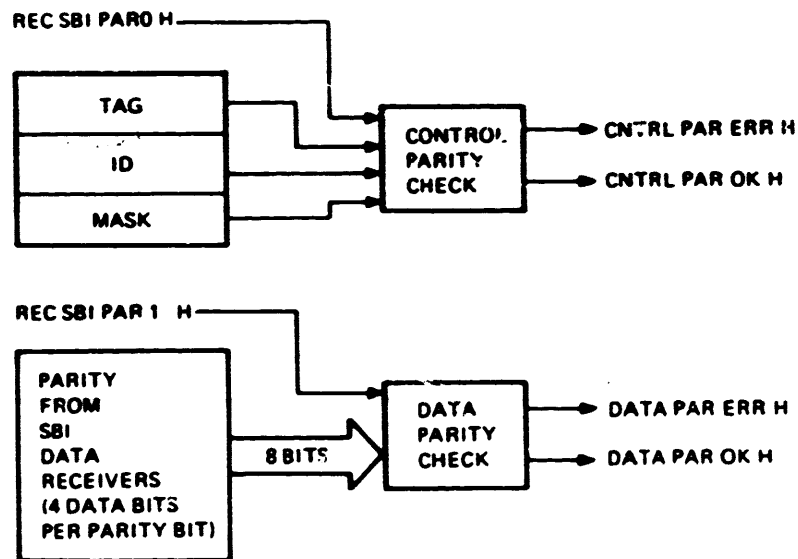 REC SBI PAR0 H
TAG
ID
MASK
CONTROL
PARITY
CHECK
CNTRL PAR ERR H
CNTRL PAR OK H
REC SBI PAR 1 H
PARITY
FROM
SBI
DATA
RECEIVERS
(4 DATA BITS
PER PARITY BIT)
8 BITS
DATA
PARITY
CHECK
DATA PAR ERR H
DATA PAR OK H